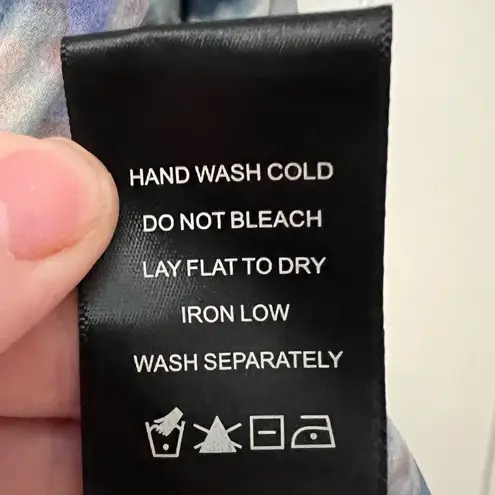 HAND WASH COLD
DO NOT BLEACH
LAY FLAT TO DRY
IRON LOW
WASH SEPARATELY